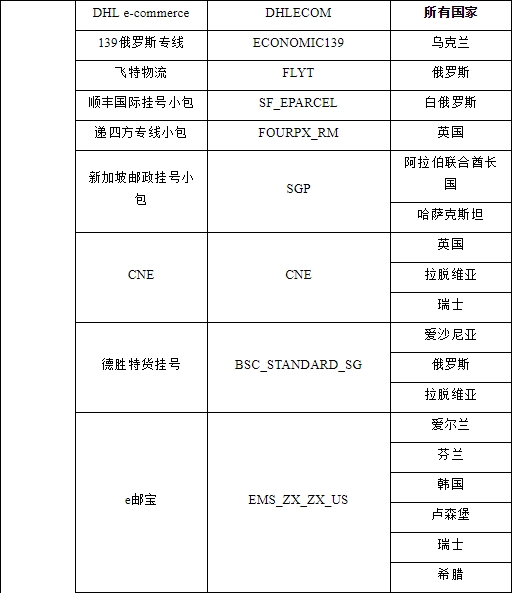 DHL e-commerce DHLECOM 所有国家
139俄罗斯专线 ECONOMIC139 乌克兰
飞特物流 FLYT 俄罗斯
顺丰国际挂号小包 SF_EPARCEL 白俄罗斯
递四方专线小包 FOURPX_RM 英国
新加坡邮政挂号小
包
SGP
阿拉伯联合酋长
国
哈萨克斯坦
CNE CNE
英国
拉脱维亚
瑞士
德胜特货挂号 BSC_STANDARD_SG
爱沙尼亚
俄罗斯
拉脱维亚
e邮宝 EMS_ZX_ZX_US
爱尔兰
芬兰
韩国
卢森堡
瑞士
希腊